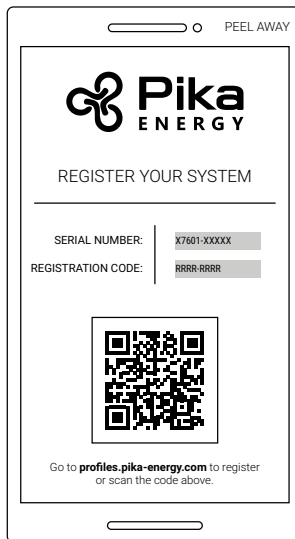 PEEL AWAY
Pika
ENERGY
REGISTER YOUR SYSTEM
SERIAL NUMBER: X7601-XXXXX
REGISTRATION CODE: RRRR-RRRR
Go to profiles.pika-energy.com to register
or scan the code above.